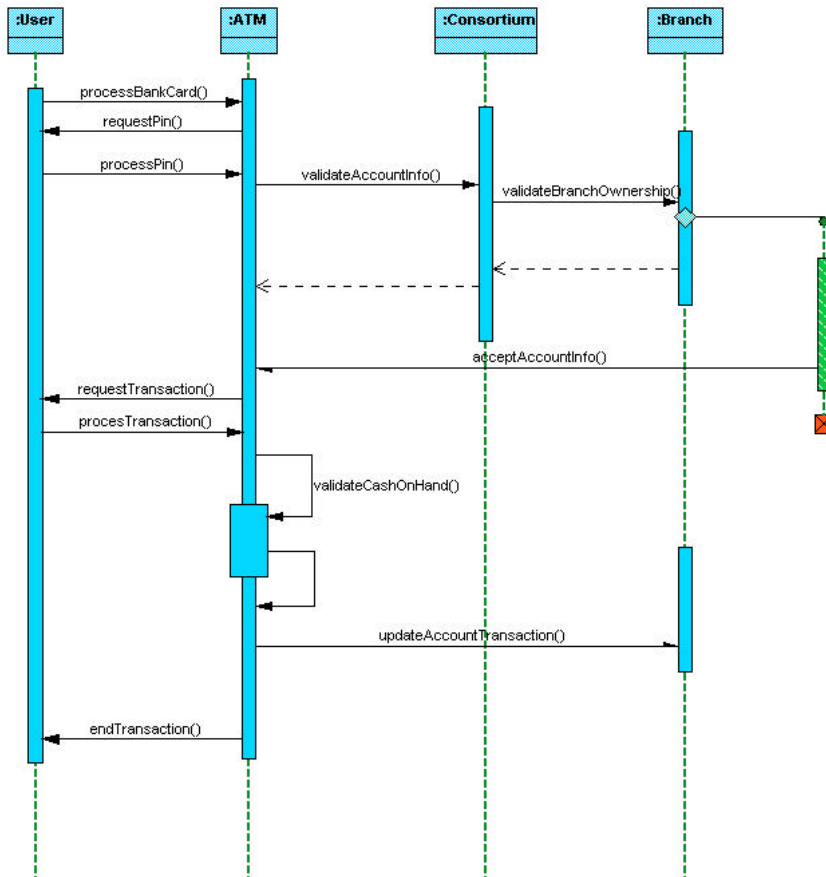 :User
:ATM
:Consortium
:Branch
processBankCard()
requestPin()
processPin()
validateAccountInfo()
validateBranchOwnership()
acceptAccountInfo()
requestTransaction()
procesTransaction()
validateCashOnHand()
updateAccountTransaction()
endTransaction()